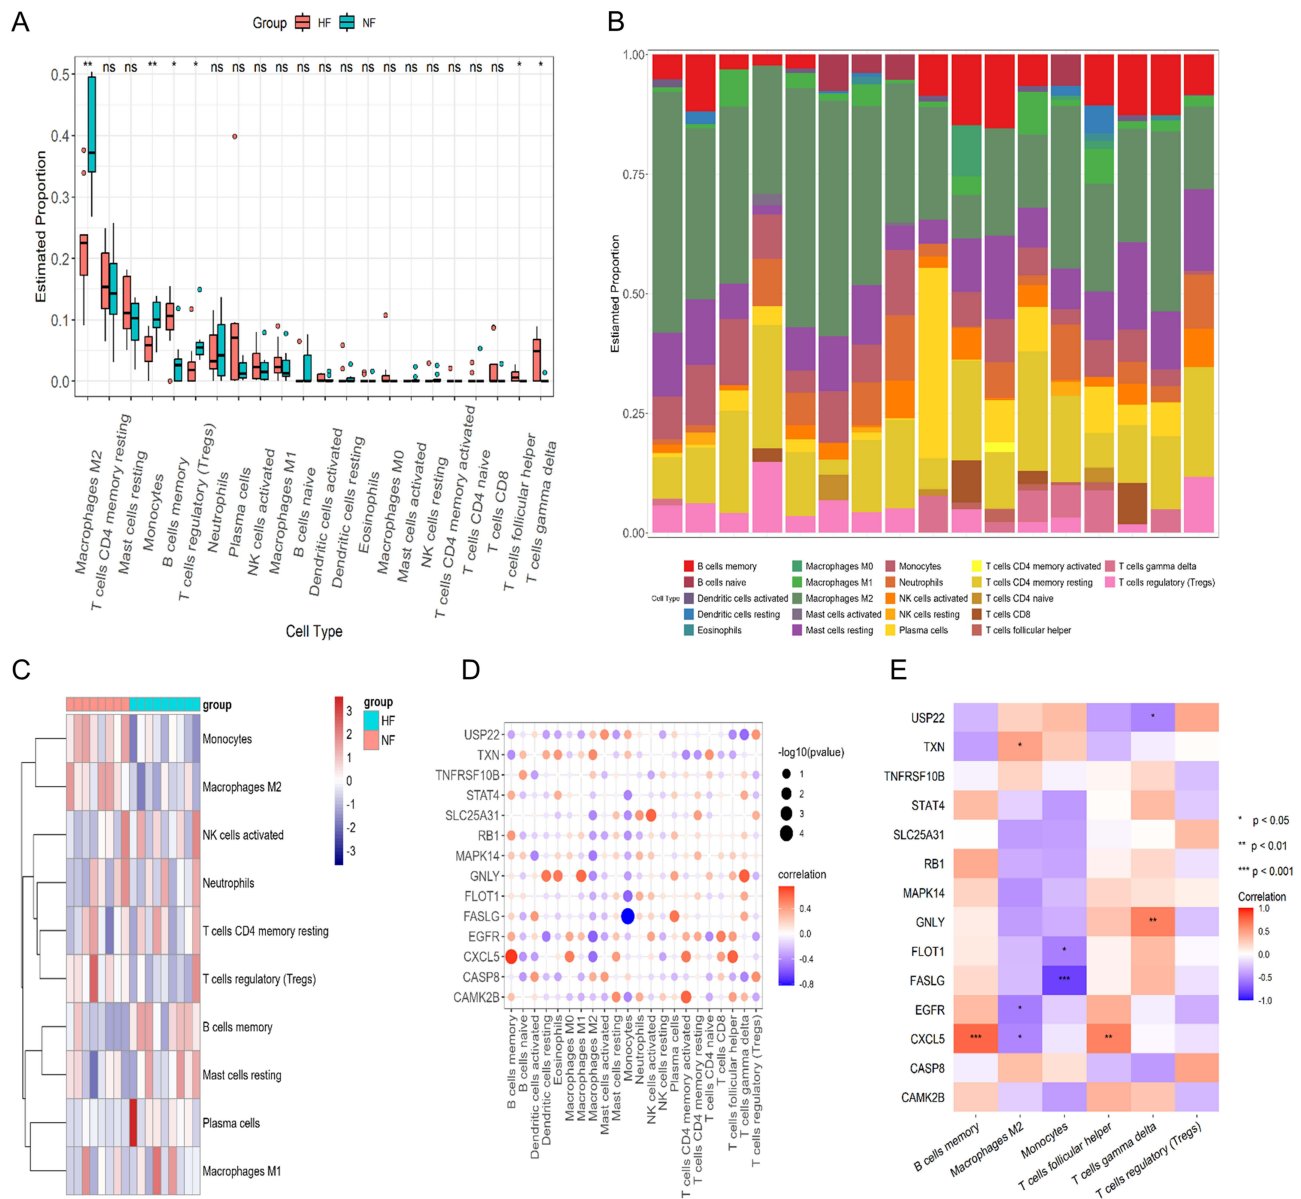 A
Group HF NF
** ns ns ** * * ns ns ns ns ns ns ns ns ns ns ns ns ns ns * *
0.5
0.4
0.3
0.2
0.1
0.0
Estimated Proportion
Macrophages M2
T cells CD4 memory resting
Mast cells resting
Monocytes
B cells memory
T cells regulatory (Tregs)
Neutrophils
Plasma cells
NK cells activated
Macrophages M1
B cells naive
Dendritic cells activated
Dendritic cells resting
Eosinophils
Macrophages M0
Mast cells activated
NK cells resting
T cells CD4 memory activated
T cells CD4 naive
T cells CD8
T cells follicular helper
T cells gamma delta
Cell Type
B
1.00
0.75
0.50
0.25
0.00
Estiamted Proportion
Cell Type
B cells memory
B cells naive
Dendritic cells activated
Dendritic cells resting
Eosinophils
Macrophages M0
Macrophages M1
Macrophages M2
Mast cells activated
Mast cells resting
Monocytes
Neutrophils
NK cells activated
NK cells resting
Plasma cells
T cells CD4 memory activated
T cells CD4 memory resting
T cells CD4 naive
T cells CD8
T cells follicular helper
T cells gamma delta
T cells regulatory (Tregs)
C
group
Monocytes
Macrophages M2
NK cells activated
Neutrophils
T cells CD4 memory resting
T cells regulatory (Tregs)
B cells memory
Mast cells resting
Plasma cells
Macrophages M1
3
2
1
0
-1
-2
-3
group
HF
NF
D
USP22
TXN
TNFRSF10B
STAT4
SLC25A31
RB1
MAPK14
GNLY
FLOT1
FASLG
EGFR
CXCL5
CASP8
CAMK2B
B cells memory
B cells naive
Dendritic cells activated
Dendritic cells resting
Eosinophils
Macrophages M0
Macrophages M1
Macrophages M2
Mast cells activated
Mast cells resting
Monocytes
Neutrophils
NK cells activated
NK cells resting
Plasma cells
T cells CD4 memory activated
T cells CD4 memory resting
T cells CD4 naive
T cells CD8
T cells follicular helper
T cells gamma delta
T cells regulatory (Tregs)
-log10(pvalue)
1
2
3
4
correlation
0.4
0.0
-0.4
-0.8
E
USP22 *
TXN *
TNFRSF10B
STAT4
SLC25A31
RB1
MAPK14
GNLY **
FLOT1 *
FASLG ***
EGFR *
CXCL5 *** * **
CASP8
CAMK2B
B cells memory
Macrophages M2
Monocytes
T cells follicular helper
T cells gamma delta
T cells regulatory (Tregs)
* p < 0.05
** p < 0.01
*** p < 0.001
Correlation
1.0
0.5
0.0
-0.5
-1.0